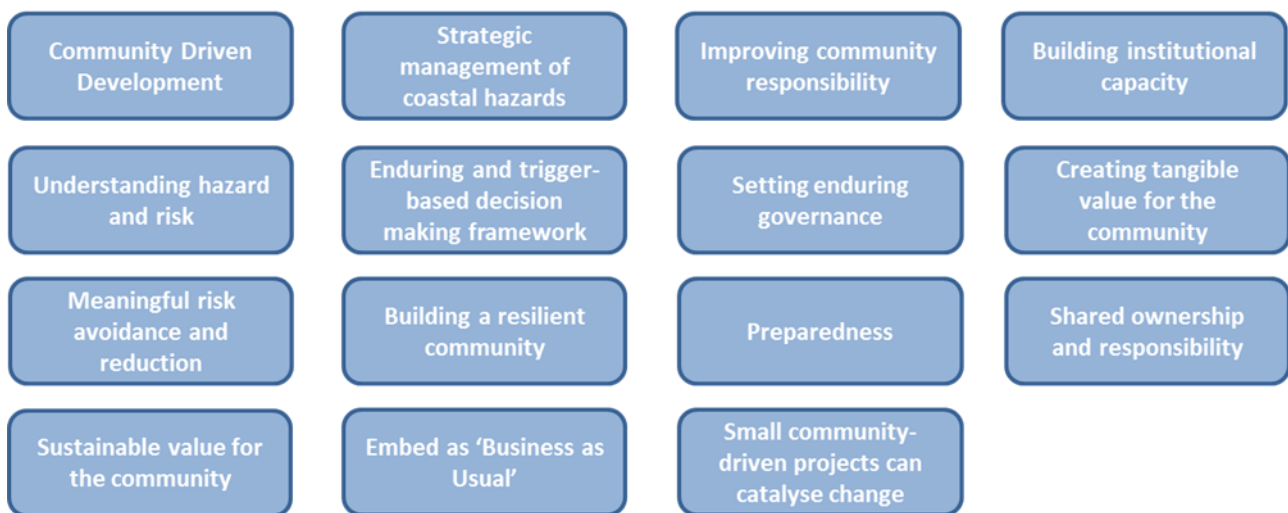 Community Driven
Development
Strategic
management of
coastal hazards
Improving community
responsibility
Building institutional
capacity
Understanding hazard
and risk
Enduring and trigger-
based decision
making framework
Setting enduring
governance
Creating tangible
value for the
community
Meaningful risk
avoidance and
reduction
Building a resilient
community
Preparedness
Shared ownership
and responsibility
Sustainable value for
the community
Embed as ‘Business as
Usual’
Small community-
driven projects can
catalyse change